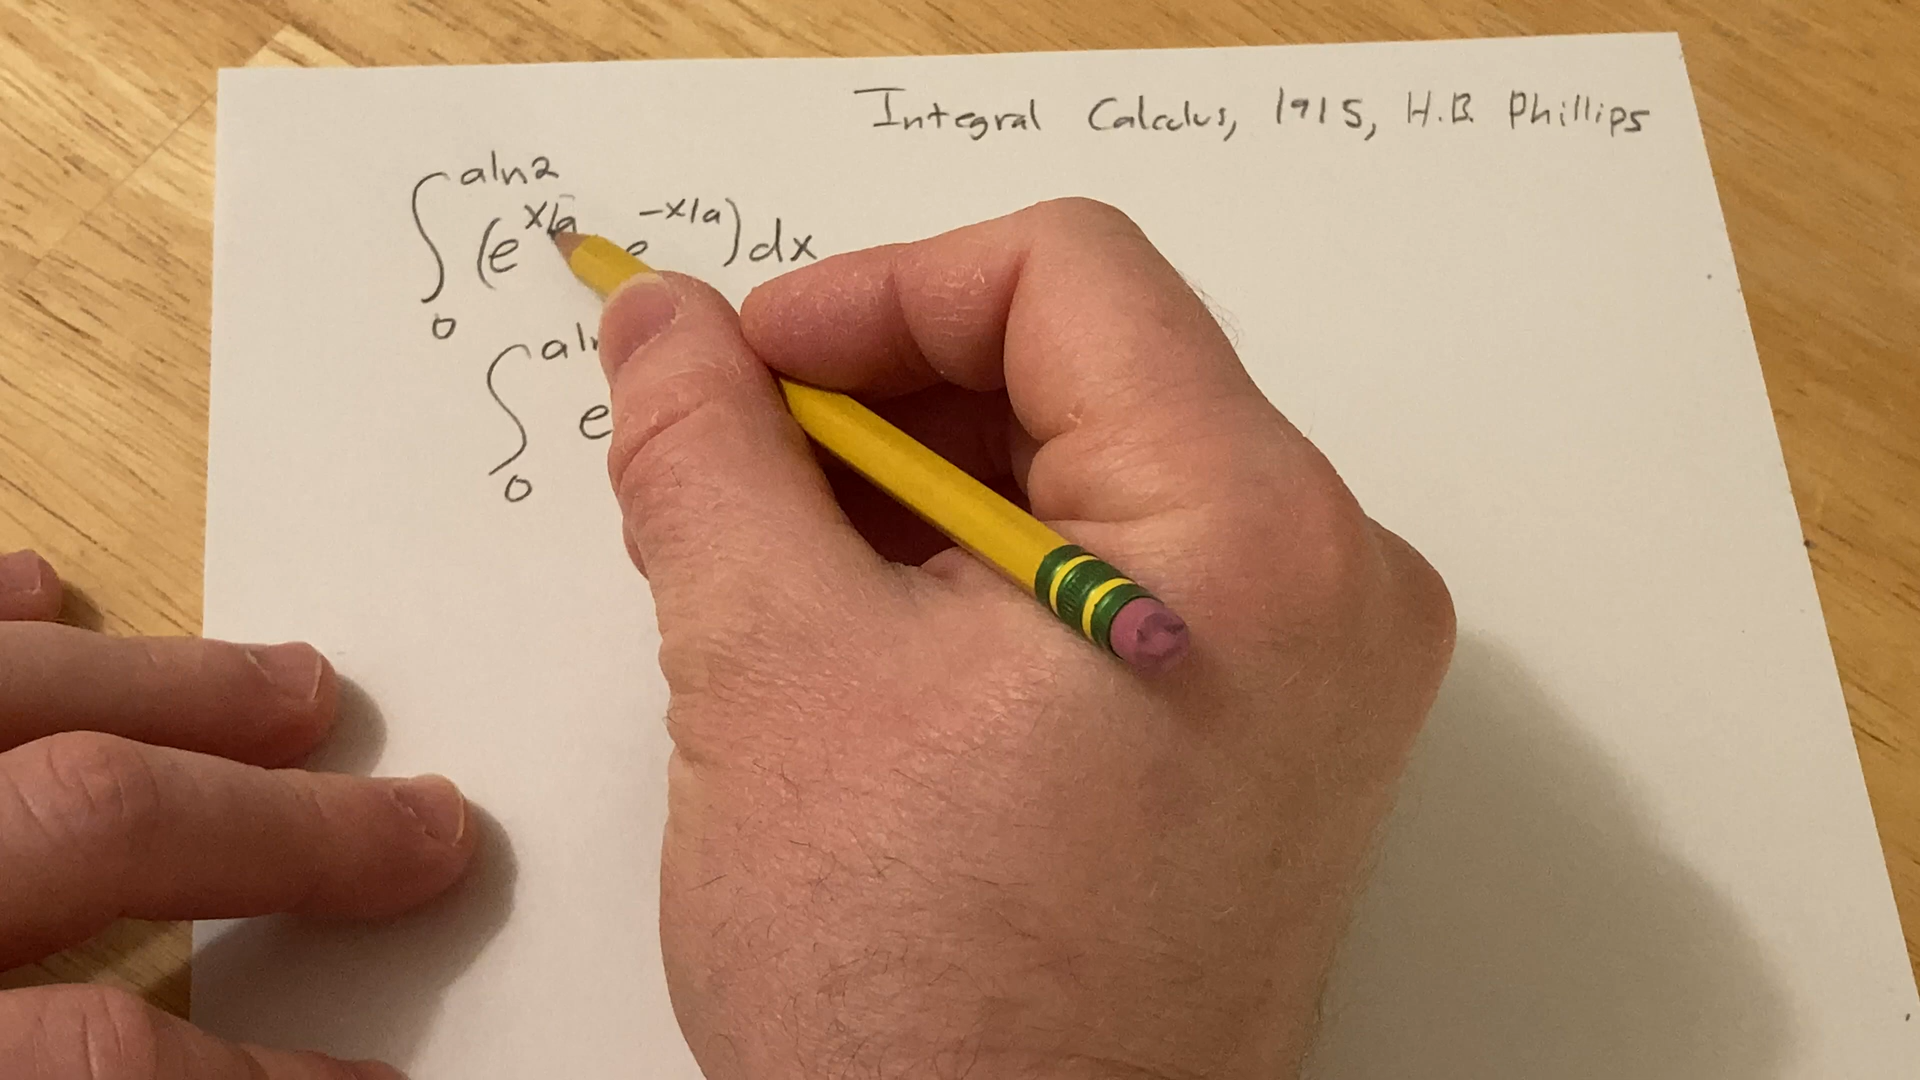 Integral Calculus, 1915, H.B. Phillips
∫₀^{aln2} (e^{x/a} e^{-x/a}) dx
∫₀ e